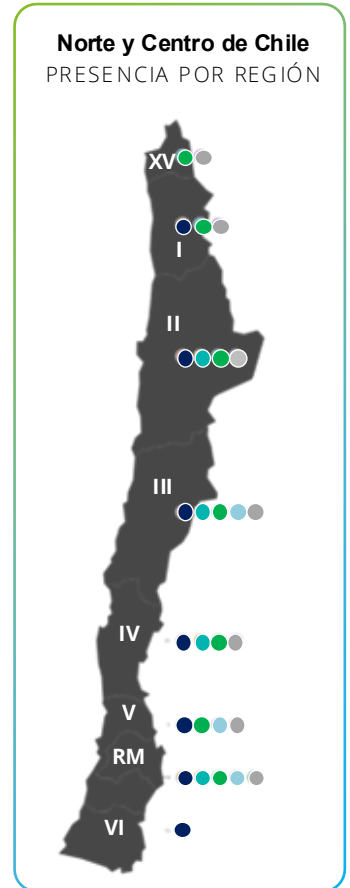 Norte y Centro de Chile
PRESENCIA POR REGIÓN
XV
I
II
III
IV
V
RM
VI